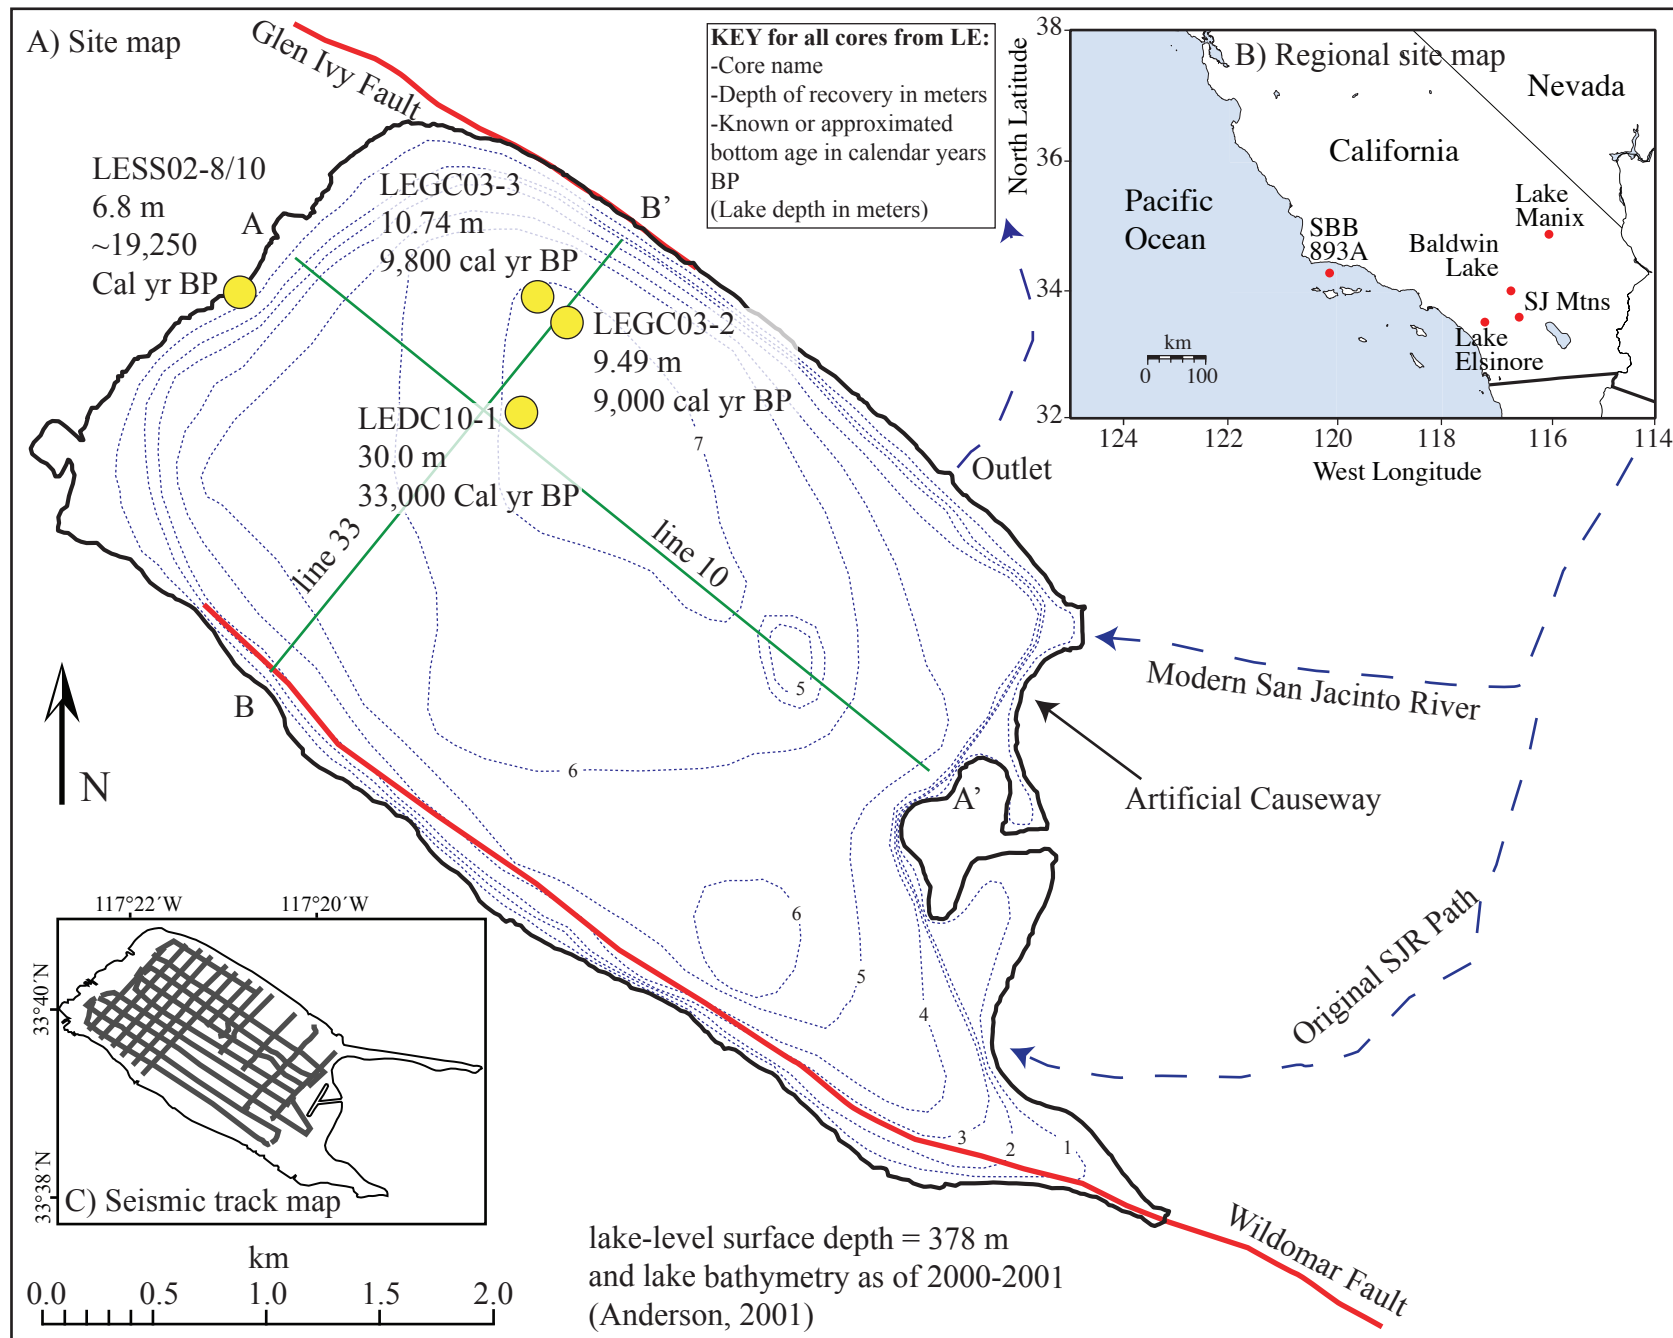 A) Site map
Glen Ivy Fault
KEY for all cores from LE:
-Core name
-Depth of recovery in meters
-Known or approximated
bottom age in calendar years
BP
(Lake depth in meters)
B) Regional site map
38
36
34
32
North Latitude
124
122
120
118
116
114
West Longitude
Nevada
California
Pacific
Ocean
SBB
893A
Lake
Manix
Baldwin
Lake
SJ Mtns
Lake
Elsinore
km
0 100
LESS02-8/10
6.8 m
~19,250
Cal yr BP
A
LEGC03-3
10.74 m
9,800 cal yr BP
B’
LEGC03-2
9.49 m
9,000 cal yr BP
LEDC10-1
30.0 m
33,000 Cal yr BP
7
Outlet
line 33
line 10
5
B
6
Modern San Jacinto River
Artificial Causeway
A’
N
6
5
4
3
2
1
Original SJR Path
117°22´W
117°20´W
33°40´N
33°38´N
C) Seismic track map
km
0.0 0.5 1.0 1.5 2.0
lake-level surface depth = 378 m
and lake bathymetry as of 2000-2001
(Anderson, 2001)
Wildomar Fault